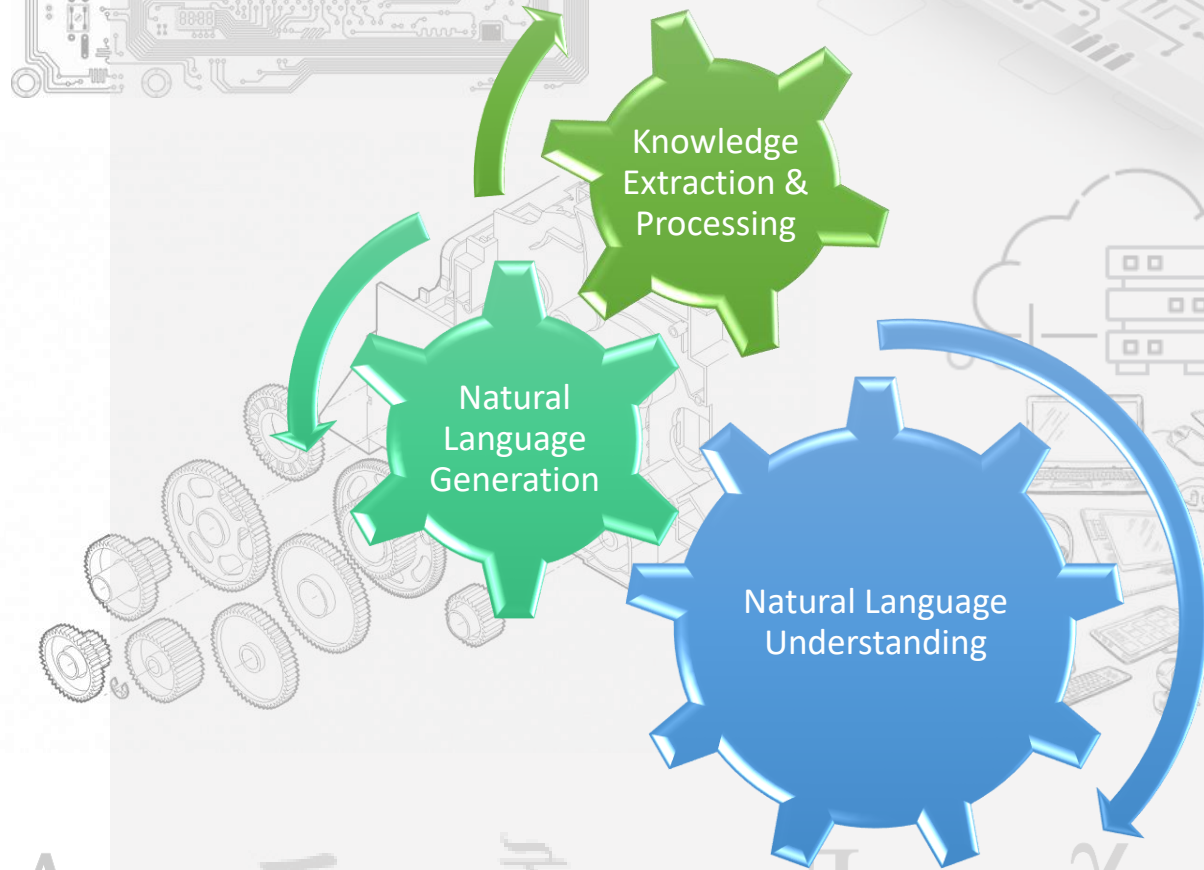 Knowledge
Extraction &
Processing
Natural
Language
Generation
Natural Language
Understanding